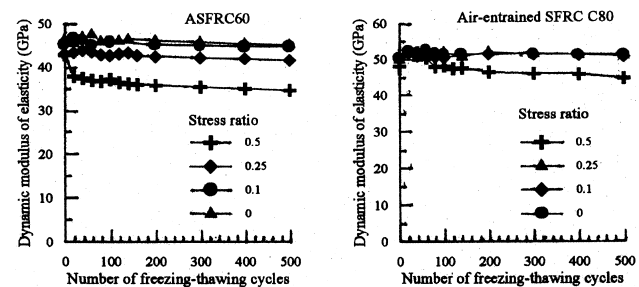 ASFRC60
Dynamic modulus of elasticity (GPa)
50
40
30
20
10
0
Stress ratio
0.5
0.25
0.1
0
0 100 200 300 400 500
Number of freezing-thawing cycles
Air-entrained SFRC C80
Dynamic modulus of elasticity (GPa)
60
50
40
30
20
10
0
Stress ratio
0.5
0.25
0.1
0
0 100 200 300 400 500
Number of freezing-thawing cycles